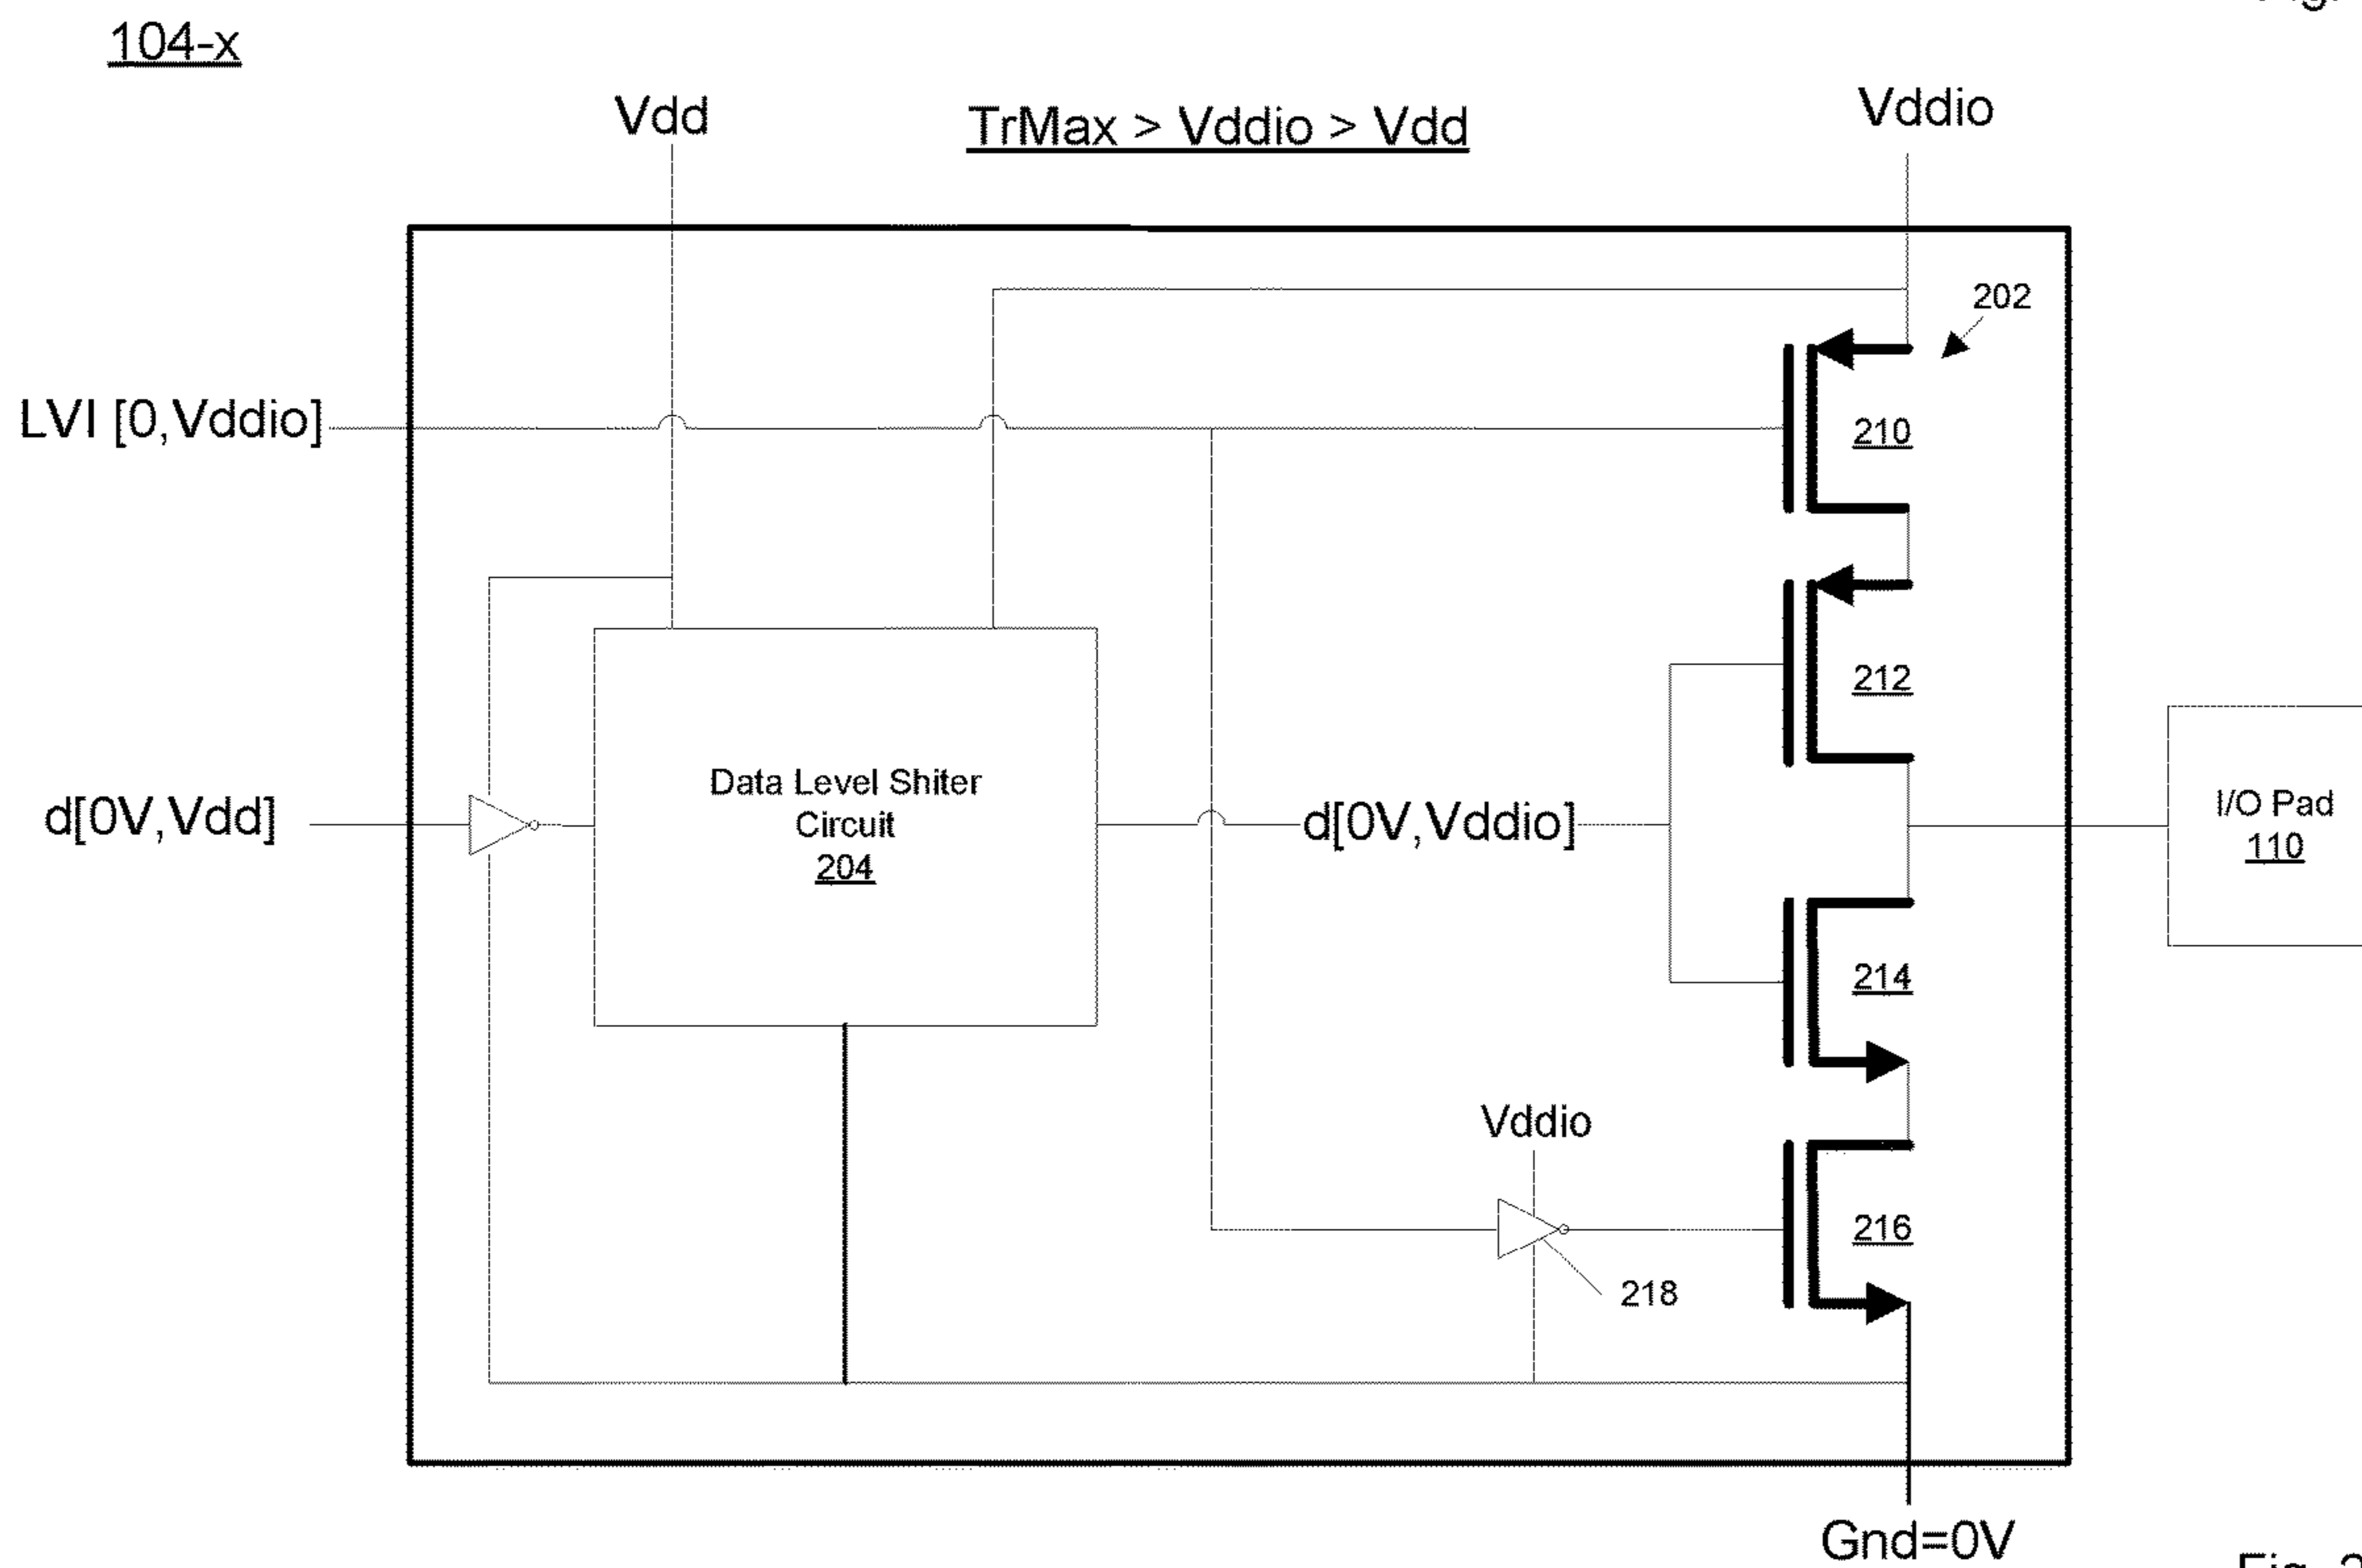 104-x
Vdd
TrMax > Vddio > Vdd
Vddio
202
LVI [0,Vddio]
210
212
d[0V,Vdd]
Data Level Shiter
Circuit
204
d[0V,Vddio]
I/O Pad
110
214
Vddio
216
218
Gnd=0V